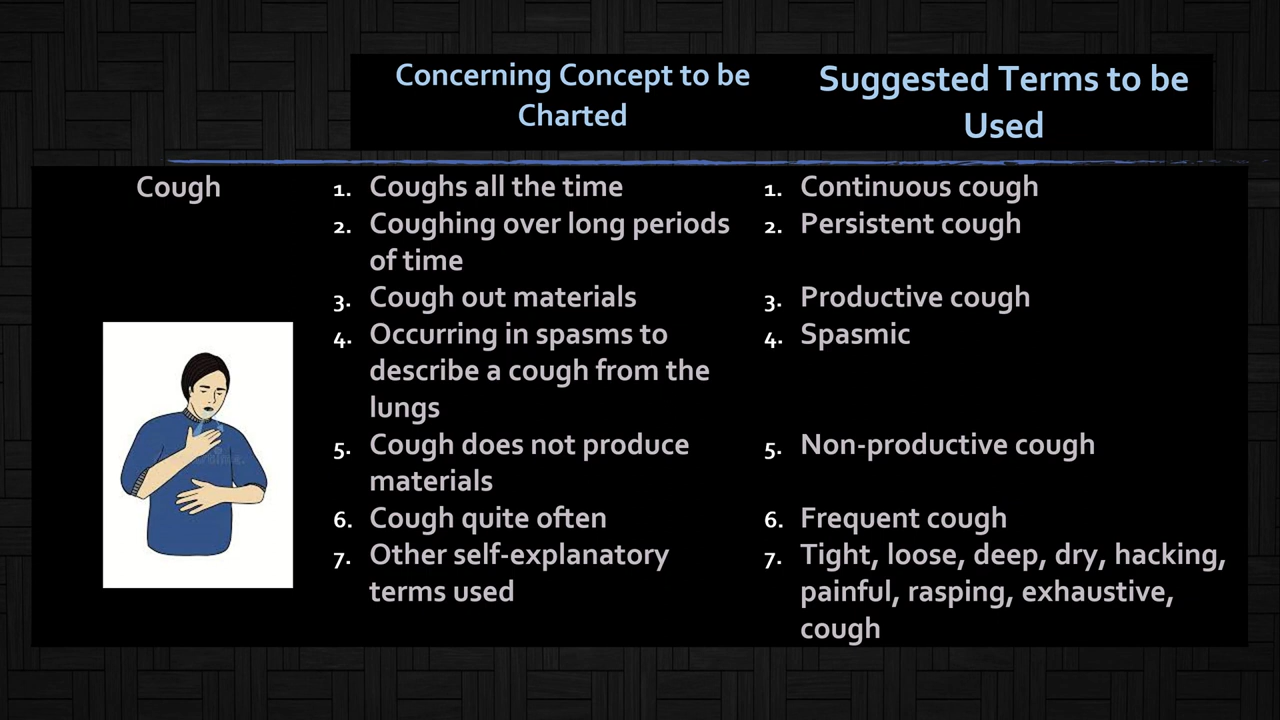 Concerning Concept to be
Charted
Suggested Terms to be
Used
Cough
1. Coughs all the time
2. Coughing over long periods
of time
3. Cough out materials
4. Occurring in spasms to
describe a cough from the
lungs
5. Cough does not produce
materials
6. Cough quite often
7. Other self-explanatory
terms used
1. Continuous cough
2. Persistent cough
3. Productive cough
4. Spasmic
5. Non-productive cough
6. Frequent cough
7. Tight, loose, deep, dry, hacking,
painful, rasping, exhaustive,
cough